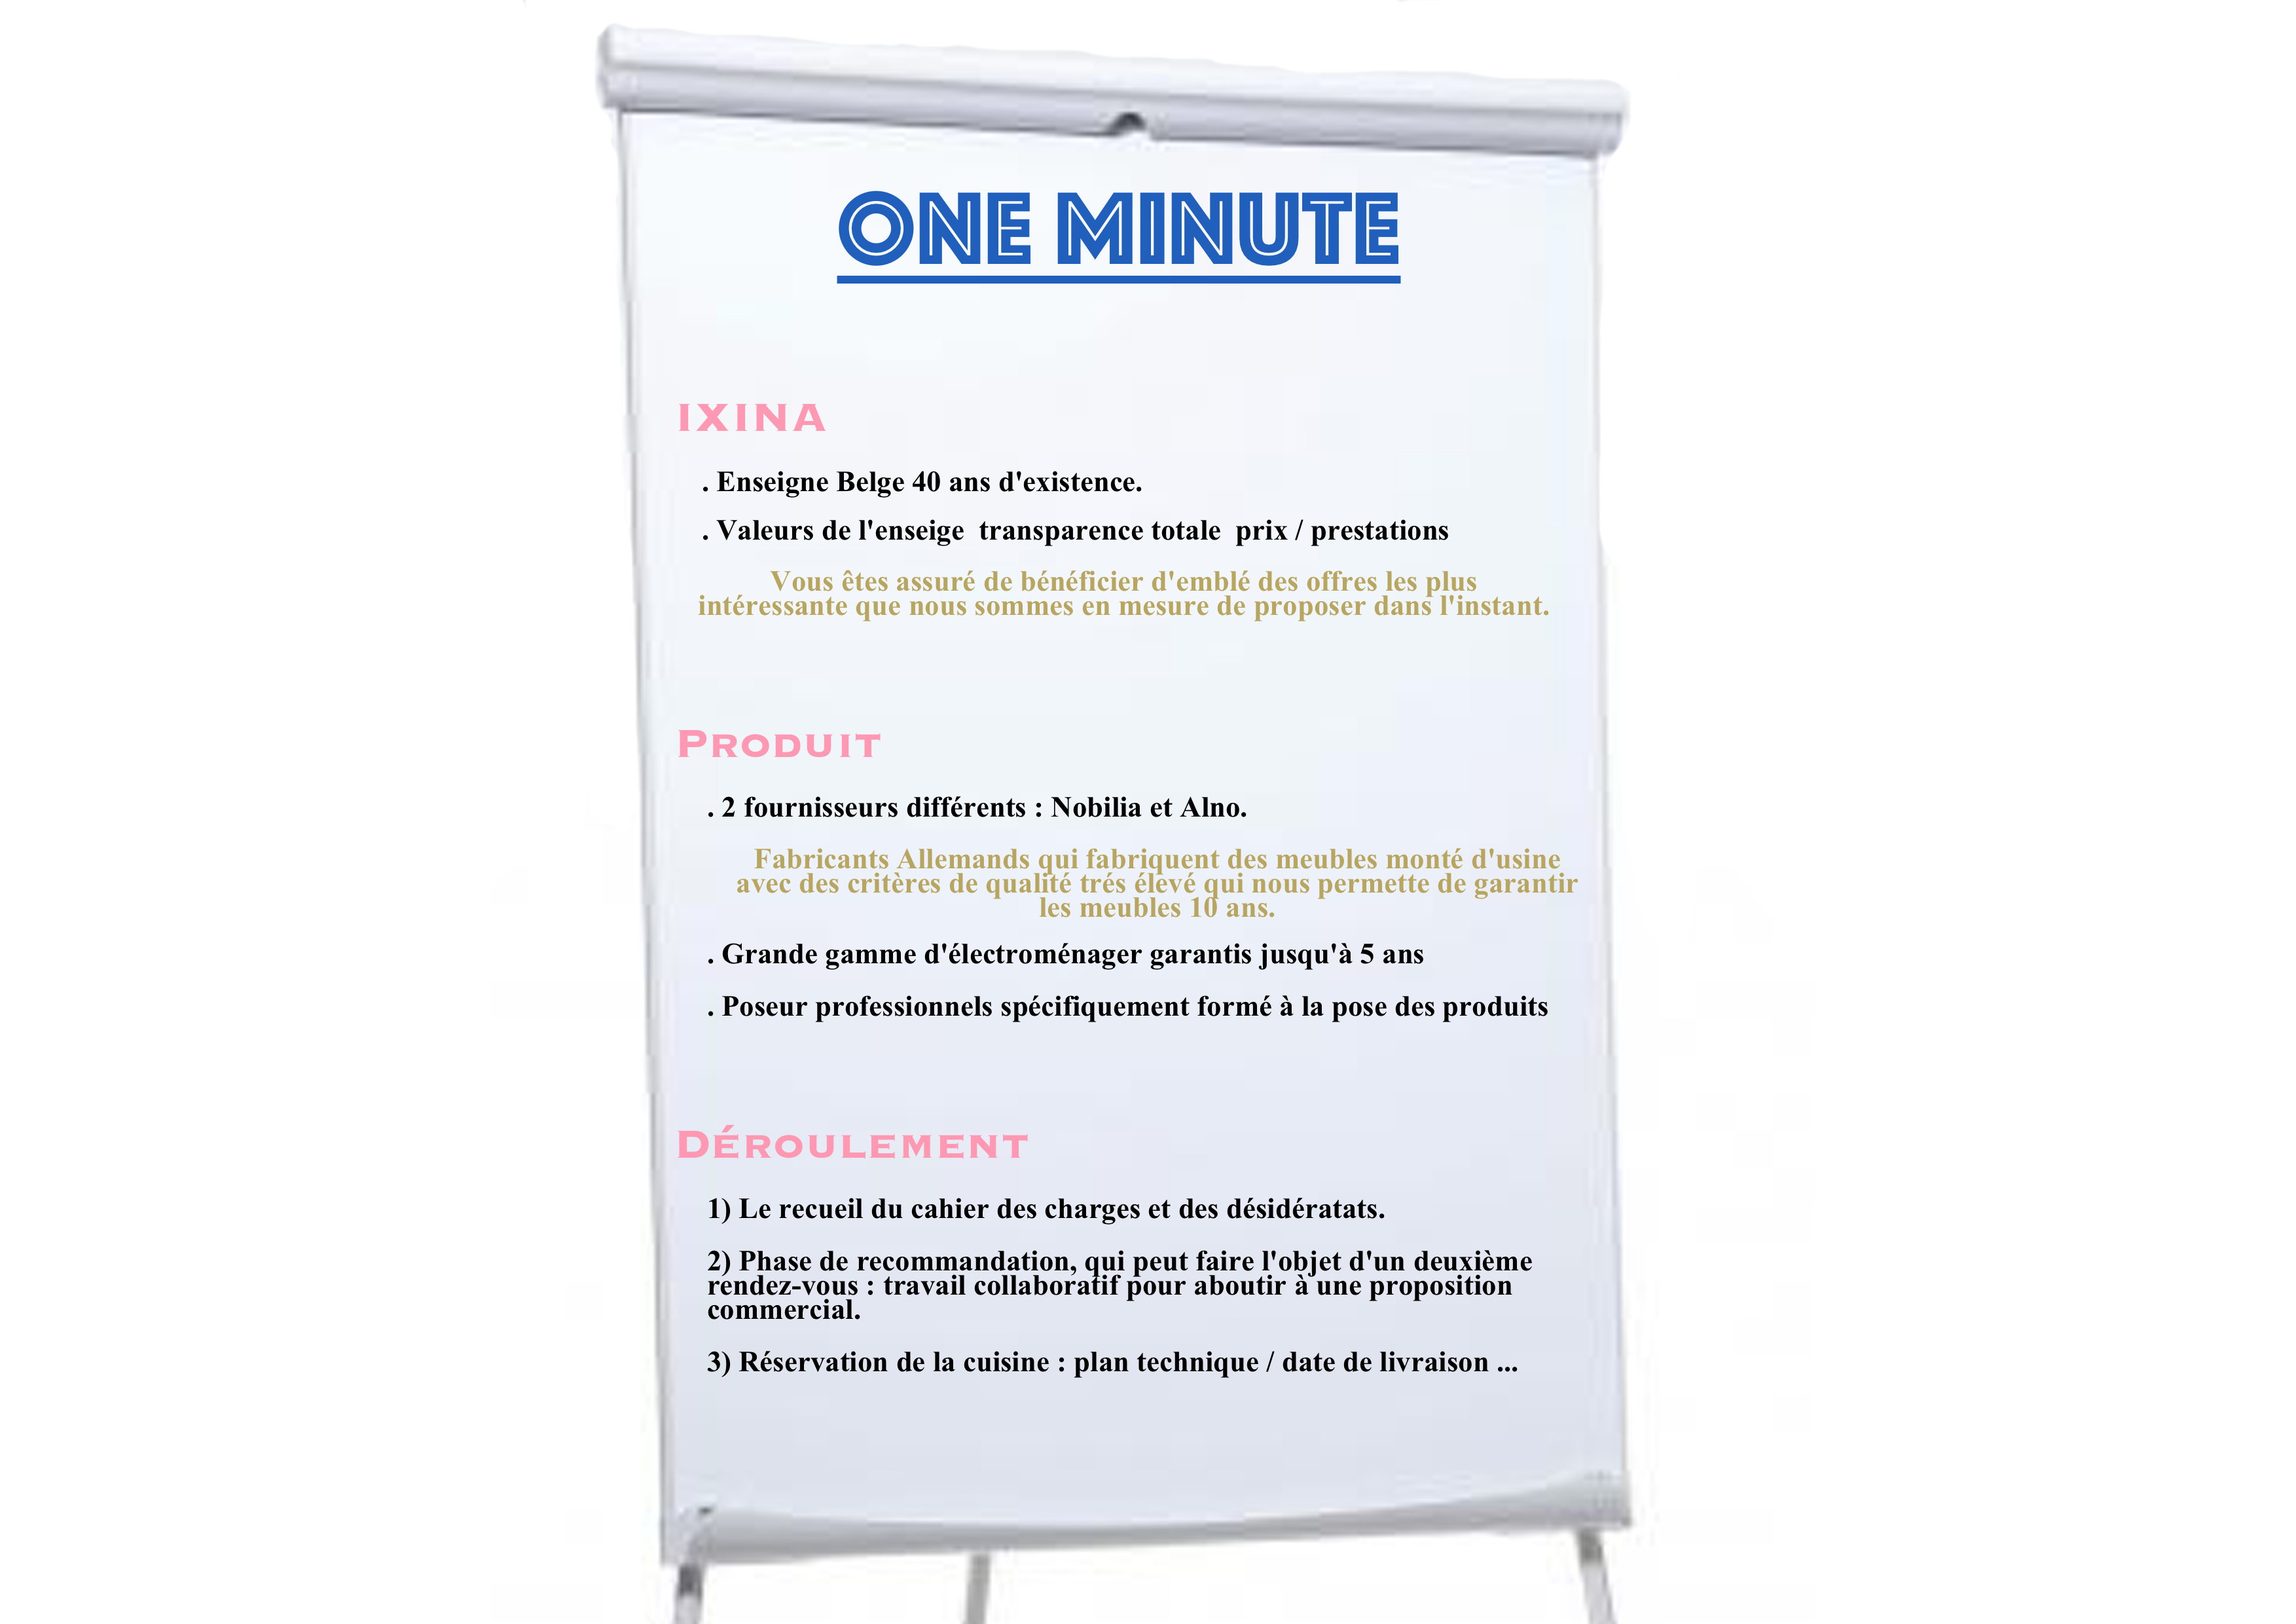 ONE MINUTE
IXINA
. Enseigne Belge 40 ans d'existence.
. Valeurs de l'enseige  transparence totale  prix / prestations
Vous êtes assuré de bénéficier d'emblé des offres les plus
intéressante que nous sommes en mesure de proposer dans l'instant.
PRODUIT
. 2 fournisseurs différents : Nobilia et Alno.
Fabricants Allemands qui fabriquent des meubles monté d'usine
avec des critères de qualité trés élevé qui nous permette de garantir
les meubles 10 ans.
. Grande gamme d'électroménager garantis jusqu'à 5 ans
. Poseur professionnels spécifiquement formé à la pose des produits
DÉROULEMENT
1) Le recueil du cahier des charges et des désidératats.
2) Phase de recommandation, qui peut faire l'objet d'un deuxième
rendez-vous : travail collaboratif pour aboutir à une proposition
commercial.
3) Réservation de la cuisine : plan technique / date de livraison ...